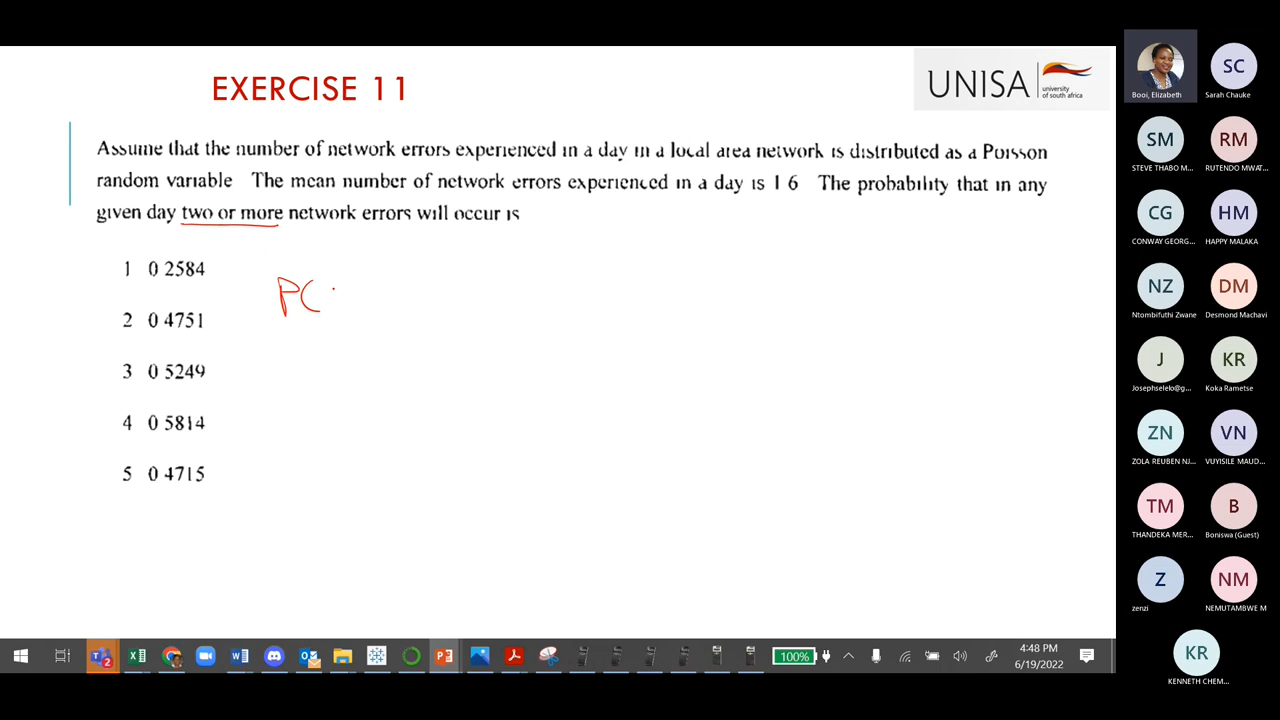 EXERCISE 11
UNISA
university
of south africa
Assume that the number of network errors experienced in a day in a local area network is distributed as a Poisson
random variable The mean number of network errors experienced in a day is 1 6 The probability that in any
given day two or more network errors will occur is
1 0 2584
2 0 4751
3 0 5249
4 0 5814
5 0 4715
P(
Booi, Elizabeth
SC
Sarah Chauke
SM
STEVE THABO M...
RM
RUTENDO MWAT...
CG
CONWAY GEORG...
HM
HAPPY MALAKA
NZ
Ntombifuthi Zwane
DM
Desmond Machavi
J
Josephselelo@g...
KR
Koka Rametse
ZN
ZOLA REUBEN NJ...
VN
VUYISILE MAUD...
TM
THANDEKA MER...
B
Boniswa (Guest)
Z
zenzi
NM
NEMUTAMBWE M
KR
KENNETH CHEM...
2
100%
4:48 PM
6/19/2022